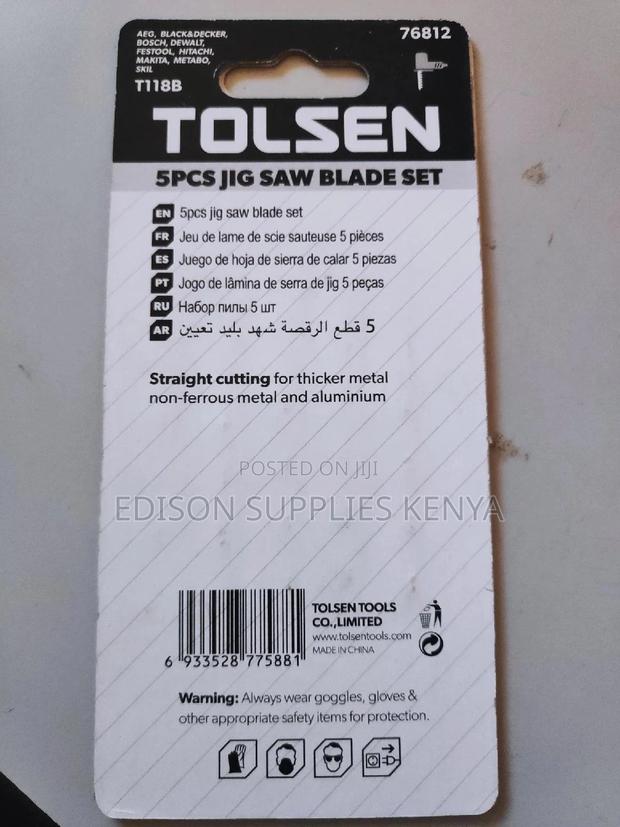 AEG, BLACK&DECKER,
BOSCH, DEWALT,
FESTOOL, HITACHI,
MAKITA, METABO,
SKIL
T118B
76812
TOLSEN
5PCS JIG SAW BLADE SET
EN 5pcs jig saw blade set
FR Jeu de lame de scie sauteuse 5 pièces
ES Juego de hoja de sierra de calar 5 piezas
PT Jogo de lâmina de serra de jig 5 peças
RU Набор пилы 5 шт
AR 5 قطع الرقصة شهد بليد تعيين
Straight cutting for thicker metal
non-ferrous metal and aluminium
POSTED ON JIJI
EDISON SUPPLIES KENYA
6 933528 775881
TOLSEN TOOLS
CO.,LIMITED
www.tolsentools.com
MADE IN CHINA
Warning: Always wear goggles, gloves &
other appropriate safety items for protection.